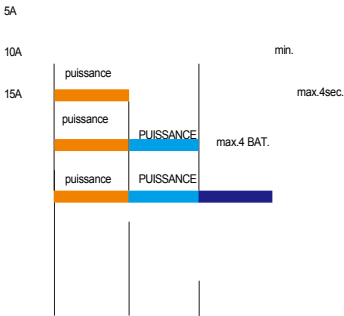 5A
10A
min.
puissance
15A
max.4sec.
puissance
PUISSANCE
max.4 BAT.
puissance
PUISSANCE